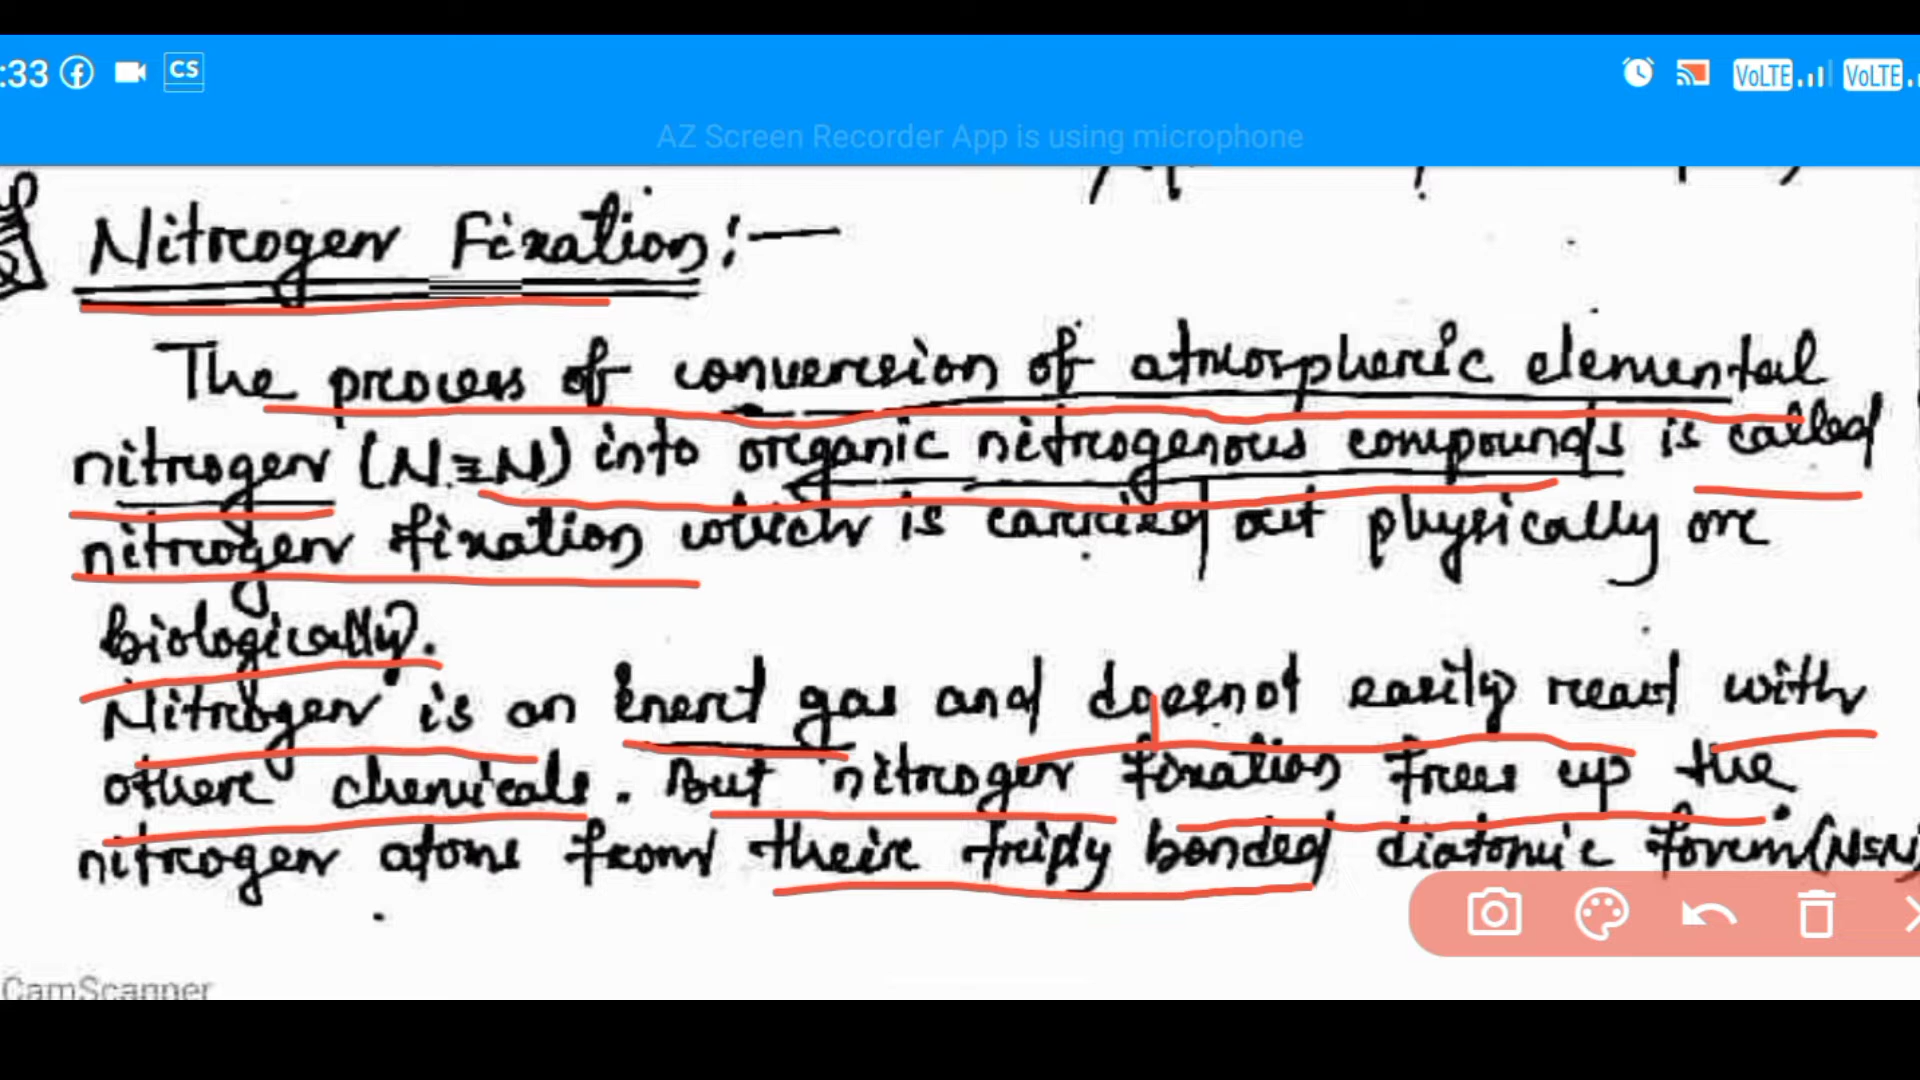 :33 CS VoLTE VoLTE
AZ Screen Recorder App is using microphone
Nitrogen Fixation:—
The process of conversion of atmospheric elemental
nitrogen (N≡N) into organic nitrogenous compounds is called
nitrogen fixation which is carried out physically or
biologically.
Nitrogen is an inert gas and doesnot easily react with
other chemicals. But nitrogen fixation frees up the
nitrogen atoms from their triply bonded diatomic form (N≡N)
CamScanner